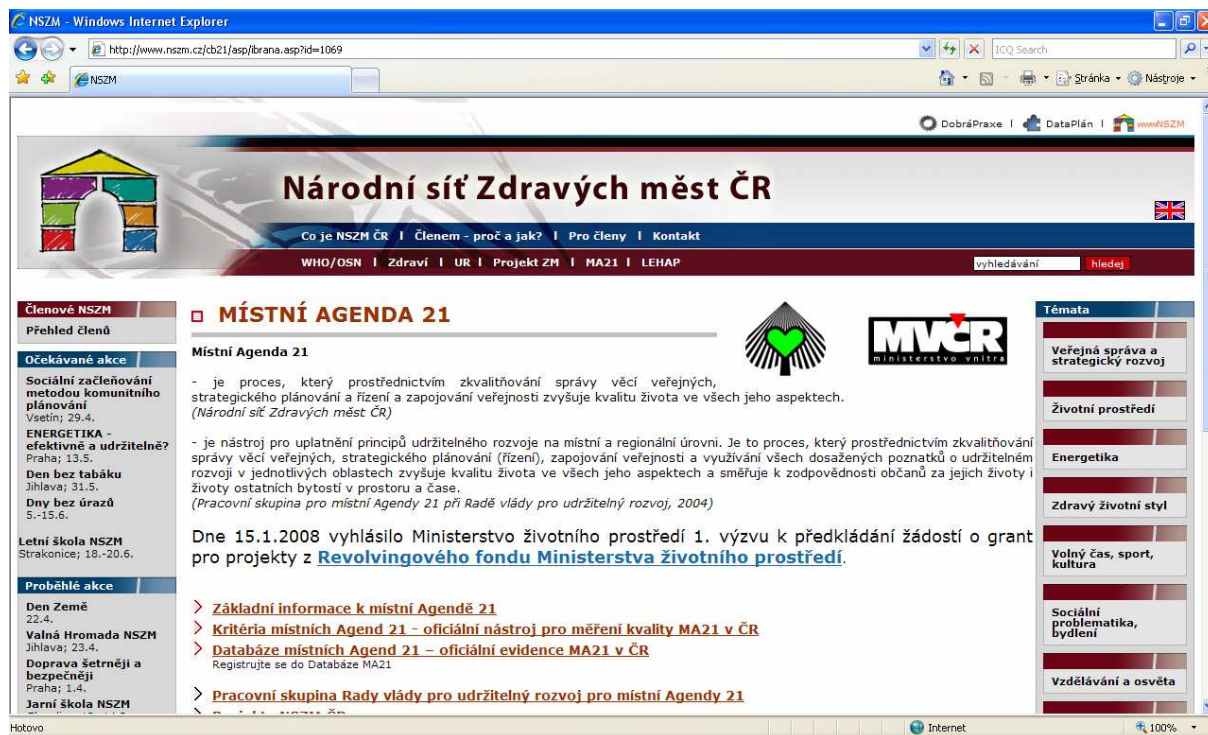 NSZM - Windows Internet Explorer
http://www.nszm.cz/cb21/asp/ibrana.asp?id=1069
ICQ Search
NSZM
Stránka
Nástroje
DobráPraxe I DataPlán I wwwNSZM
Národní síť Zdravých měst ČR
Co je NSZM ČR I Členem - proč a jak? I Pro členy I Kontakt
WHO/OSN I Zdraví I UR I Projekt ZM I MA21 I LEHAP
vyhledávání
hledej
Členové NSZM
Přehled členů
Očekávané akce
Sociální začleňování
metodou komunitního
plánování
Vsetín; 29.4.
ENERGETIKA -
efektivně a udržitelně?
Praha; 13.5.
Den bez tabáku
Jihlava; 31.5.
Dny bez úrazů
5.-15.6.
Letní škola NSZM
Strakonice; 18.-20.6.
Proběhlé akce
Den Země
22.4.
Valná Hromada NSZM
Jihlava; 23.4.
Doprava šetrněji a
bezpečněji
Praha; 1.4.
Jarní škola NSZM
MÍSTNÍ AGENDA 21
MVČR
ministerstvo vnitra
Místní Agenda 21
- je proces, který prostřednictvím zkvalitňování správy věcí veřejných,
strategického plánování a řízení a zapojování veřejnosti zvyšuje kvalitu života ve všech jeho aspektech.
(Národní síť Zdravých měst ČR)
- je nástroj pro uplatnění principů udržitelného rozvoje na místní a regionální úrovni. Je to proces, který prostřednictvím zkvalitňování
správy věcí veřejných, strategického plánování (řízení), zapojování veřejnosti a využívání všech dosažených poznatků o udržitelném
rozvoji v jednotlivých oblastech zvyšuje kvalitu života ve všech jeho aspektech a směřuje k zodpovědnosti občanů za jejich životy i
životy ostatních bytostí v prostoru a čase.
(Pracovní skupina pro místní Agendy 21 při Radě vlády pro udržitelný rozvoj, 2004)
Dne 15.1.2008 vyhlásilo Ministerstvo životního prostředí 1. výzvu k předkládání žádostí o grant
pro projekty z Revolvingového fondu Ministerstva životního prostředí.
Základní informace k místní Agendě 21
Kritéria místních Agend 21 - oficiální nástroj pro měření kvality MA21 v ČR
Databáze místních Agend 21 – oficiální evidence MA21 v ČR
Registrujte se do Databáze MA21
Pracovní skupina Rady vlády pro udržitelný rozvoj pro místní Agendy 21
Témata
Veřejná správa a
strategický rozvoj
Životní prostředí
Energetika
Zdravý životní styl
Volný čas, sport,
kultura
Sociální
problematika,
bydlení
Vzdělávání a osvěta
Hotovo
Internet
100%